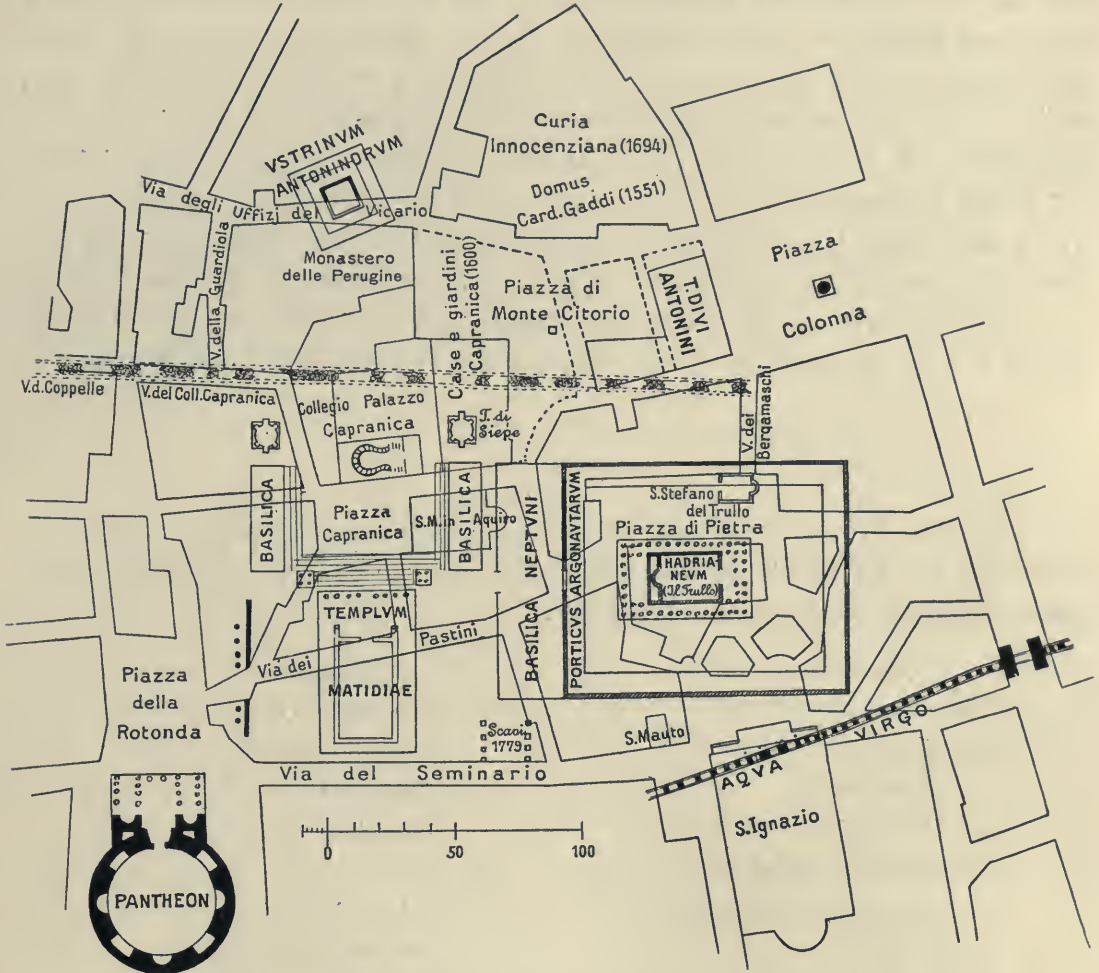 VSTRINVM
ANTONINORVM
Via degli Uffizj del Vicario
Curia
Innocenziana (1694)
Domus
Card. Gaddi (1551)
V. della Guardiola
Monastero
delle Perugine
Case e giardini
Capranica (1600)
Piazza di
Monte Citorio
T. DIVI
ANTONINI
Piazza
Colonna
V. d. Coppelle
V. del Coll. Capranica
Collegio Palazzo
Capranica
T. di
Siepe
V. dei
Bergamaschi
BASILICA
Piazza
Capranica
S. M. in Aquiro
BASILICA
BASILICA NEPTVNI
PORTICVS ARGONAVTARVM
S. Stefano
del Trullo
Piazza di Pietra
HADRIA-
NEVM
(Il Trullo)
TEMPLVM
MATIDIAE
Via dei Pastini
Piazza
della
Rotonda
Scavi
1779
S. Mauto
AQVA VIRGO
Via del Seminario
S. Ignazio
0 50 100
PANTHEON